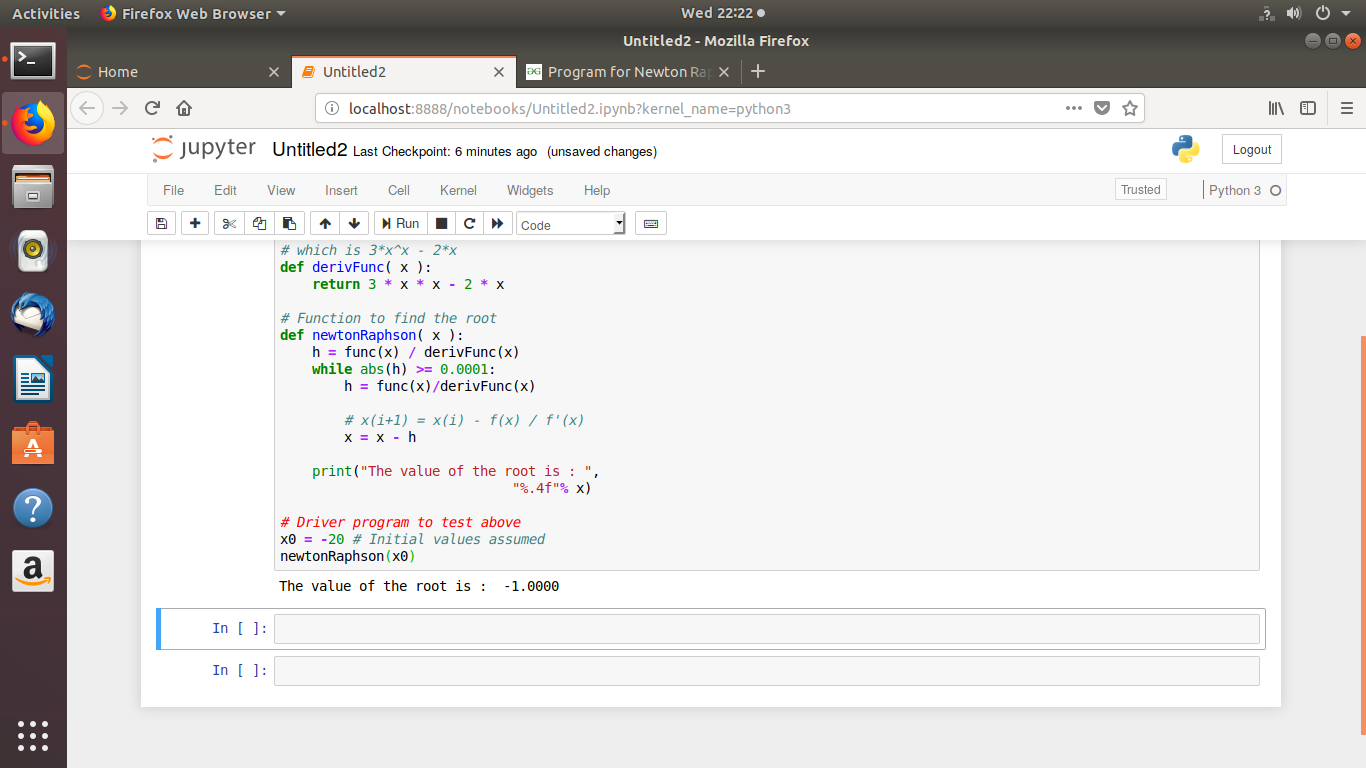 Activities Firefox Web Browser Wed 22:22
Untitled2 - Mozilla Firefox
Home Untitled2 Program for Newton Ra
localhost:8888/notebooks/Untitled2.ipynb?kernel_name=python3
jupyter Untitled2 Last Checkpoint: 6 minutes ago (unsaved changes) Logout
File Edit View Insert Cell Kernel Widgets Help Trusted Python 3
Run Code
# which is 3*x^x - 2*x
def derivFunc( x ):
    return 3 * x * x - 2 * x
# Function to find the root
def newtonRaphson( x ):
    h = func(x) / derivFunc(x)
    while abs(h) >= 0.0001:
        h = func(x)/derivFunc(x)
        # x(i+1) = x(i) - f(x) / f'(x)
        x = x - h
    print("The value of the root is : ",
                             "%.4f"% x)
# Driver program to test above
x0 = -20 # Initial values assumed
newtonRaphson(x0)
The value of the root is :  -1.0000
In [ ]:
In [ ]: